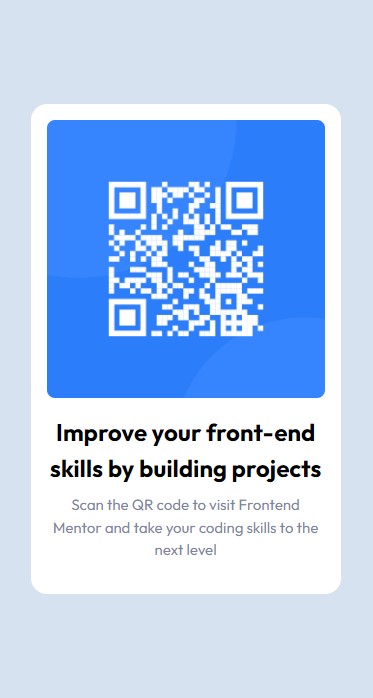 Improve your front-end
skills by building projects
Scan the QR code to visit Frontend
Mentor and take your coding skills to the
next level